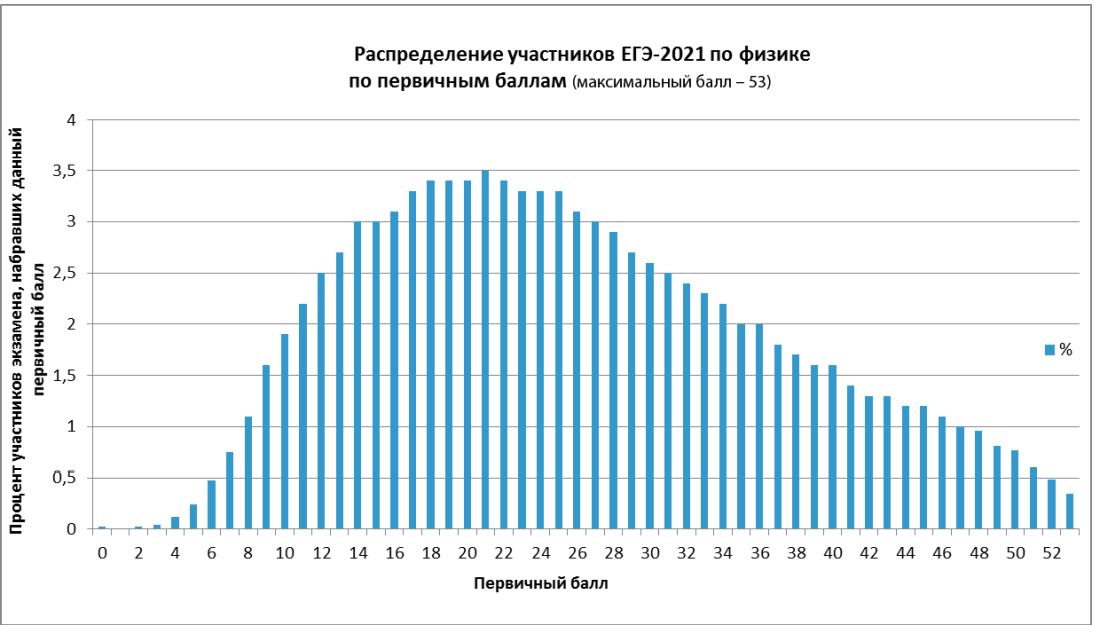 Распределение участников ЕГЭ-2021 по физике
по первичным баллам (максимальный балл – 53)
Процент участников экзамена, набравших данный
первичный балл
4
3,5
3
2,5
2
1,5
1
0,5
0
%
0 2 4 6 8 10 12 14 16 18 20 22 24 26 28 30 32 34 36 38 40 42 44 46 48 50 52
Первичный балл